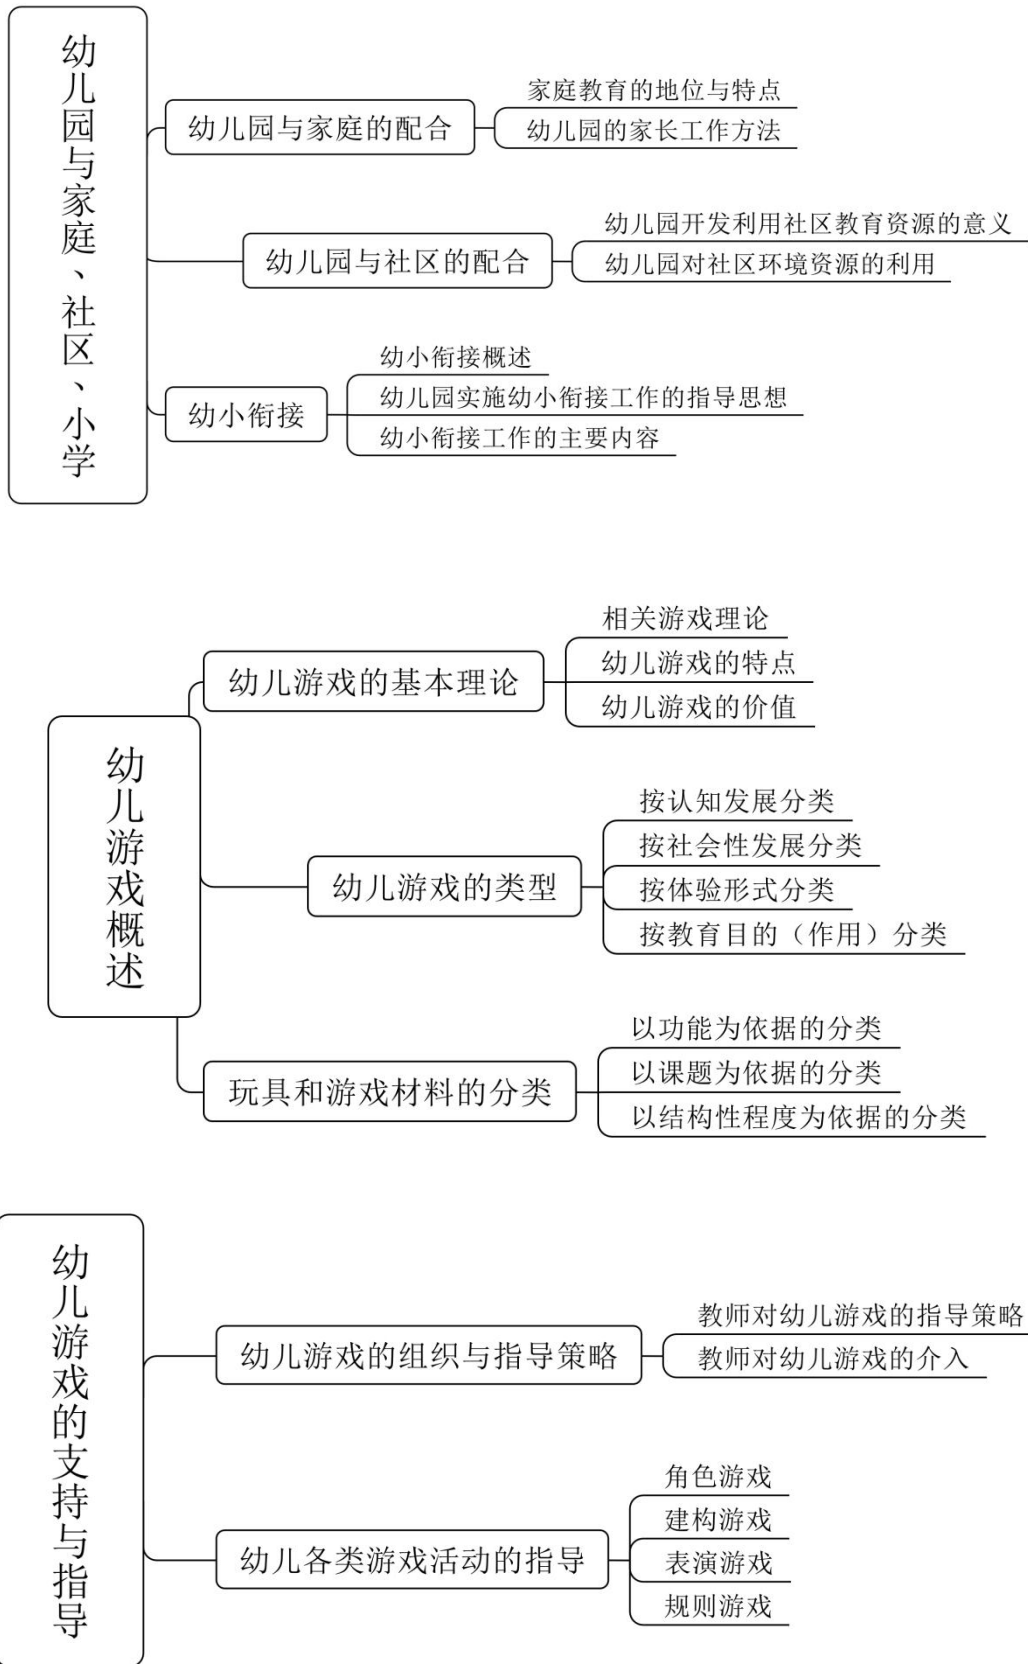 幼儿园与家庭、社区、小学
幼儿园与家庭的配合
家庭教育的地位与特点
幼儿园的家长工作方法
幼儿园与社区的配合
幼儿园开发利用社区教育资源的意义
幼儿园对社区环境资源的利用
幼小衔接
幼小衔接概述
幼儿园实施幼小衔接工作的指导思想
幼小衔接工作的主要内容
幼儿游戏概述
幼儿游戏的基本理论
相关游戏理论
幼儿游戏的特点
幼儿游戏的价值
幼儿游戏的类型
按认知发展分类
按社会性发展分类
按体验形式分类
按教育目的（作用）分类
玩具和游戏材料的分类
以功能为依据的分类
以课题为依据的分类
以结构性程度为依据的分类
幼儿游戏的支持与指导
幼儿游戏的组织与指导策略
教师对幼儿游戏的指导策略
教师对幼儿游戏的介入
幼儿各类游戏活动的指导
角色游戏
建构游戏
表演游戏
规则游戏